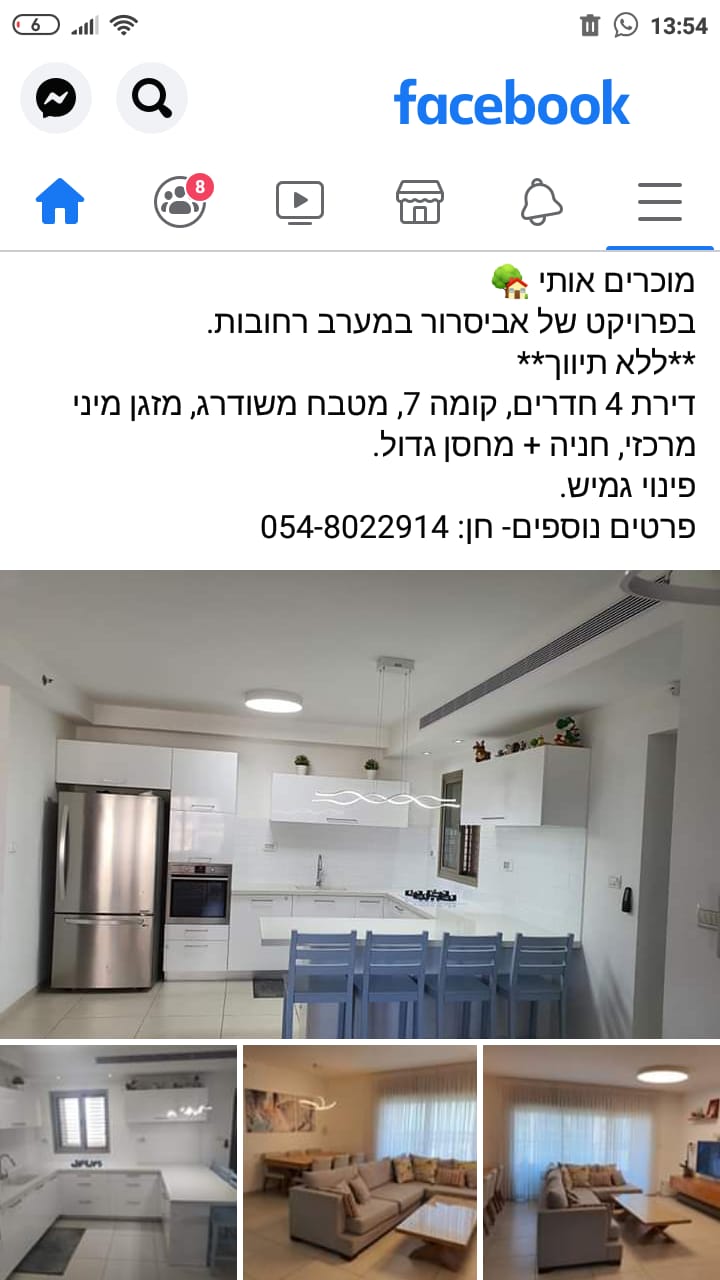 6
13:54
facebook
8
מוכרים אותי 🏡
בפרויקט של אביסרור במערב רחובות.
**ללא תיווך**
דירת 4 חדרים, קומה 7, מטבח משודרג, מזגן מיני
מרכזי, חניה + מחסן גדול.
פינוי גמיש.
פרטים נוספים- חן: 054-8022914